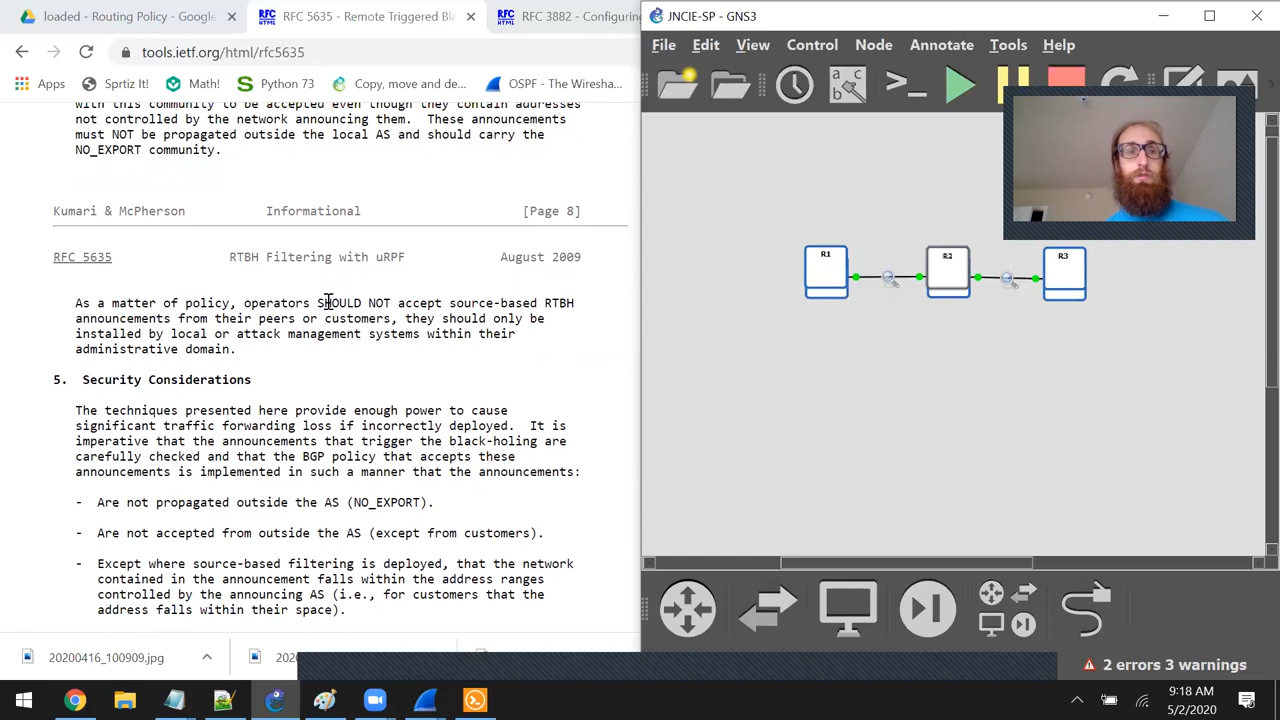 loaded - Routing Policy - Google
RFC 5635 - Remote Triggered Bla
RFC 3882 - Configurin
JNCIE-SP - GNS3
File Edit View Control Node Annotate Tools Help
tools.ietf.org/html/rfc5635
Apps
Sprtiz It!
Math!
Python 73
Copy, move and de...
OSPF - The Wiresha...
with this community to be accepted even though they contain addresses
not controlled by the network announcing them. These announcements
must NOT be propagated outside the local AS and should carry the
NO_EXPORT community.
Kumari & McPherson Informational [Page 8]
RFC 5635 RTBH Filtering with uRPF August 2009
As a matter of policy, operators SHOULD NOT accept source-based RTBH
announcements from their peers or customers, they should only be
installed by local or attack management systems within their
administrative domain.
5. Security Considerations
The techniques presented here provide enough power to cause
significant traffic forwarding loss if incorrectly deployed. It is
imperative that the announcements that trigger the black-holing are
carefully checked and that the BGP policy that accepts these
announcements is implemented in such a manner that the announcements:
- Are not propagated outside the AS (NO_EXPORT).
- Are not accepted from outside the AS (except from customers).
- Except where source-based filtering is deployed, that the network
contained in the announcement falls within the address ranges
controlled by the announcing AS (i.e., for customers that the
address falls within their space).
a b
c
R1
R2
R3
20200416_100909.jpg
2 errors 3 warnings
9:18 AM
5/2/2020